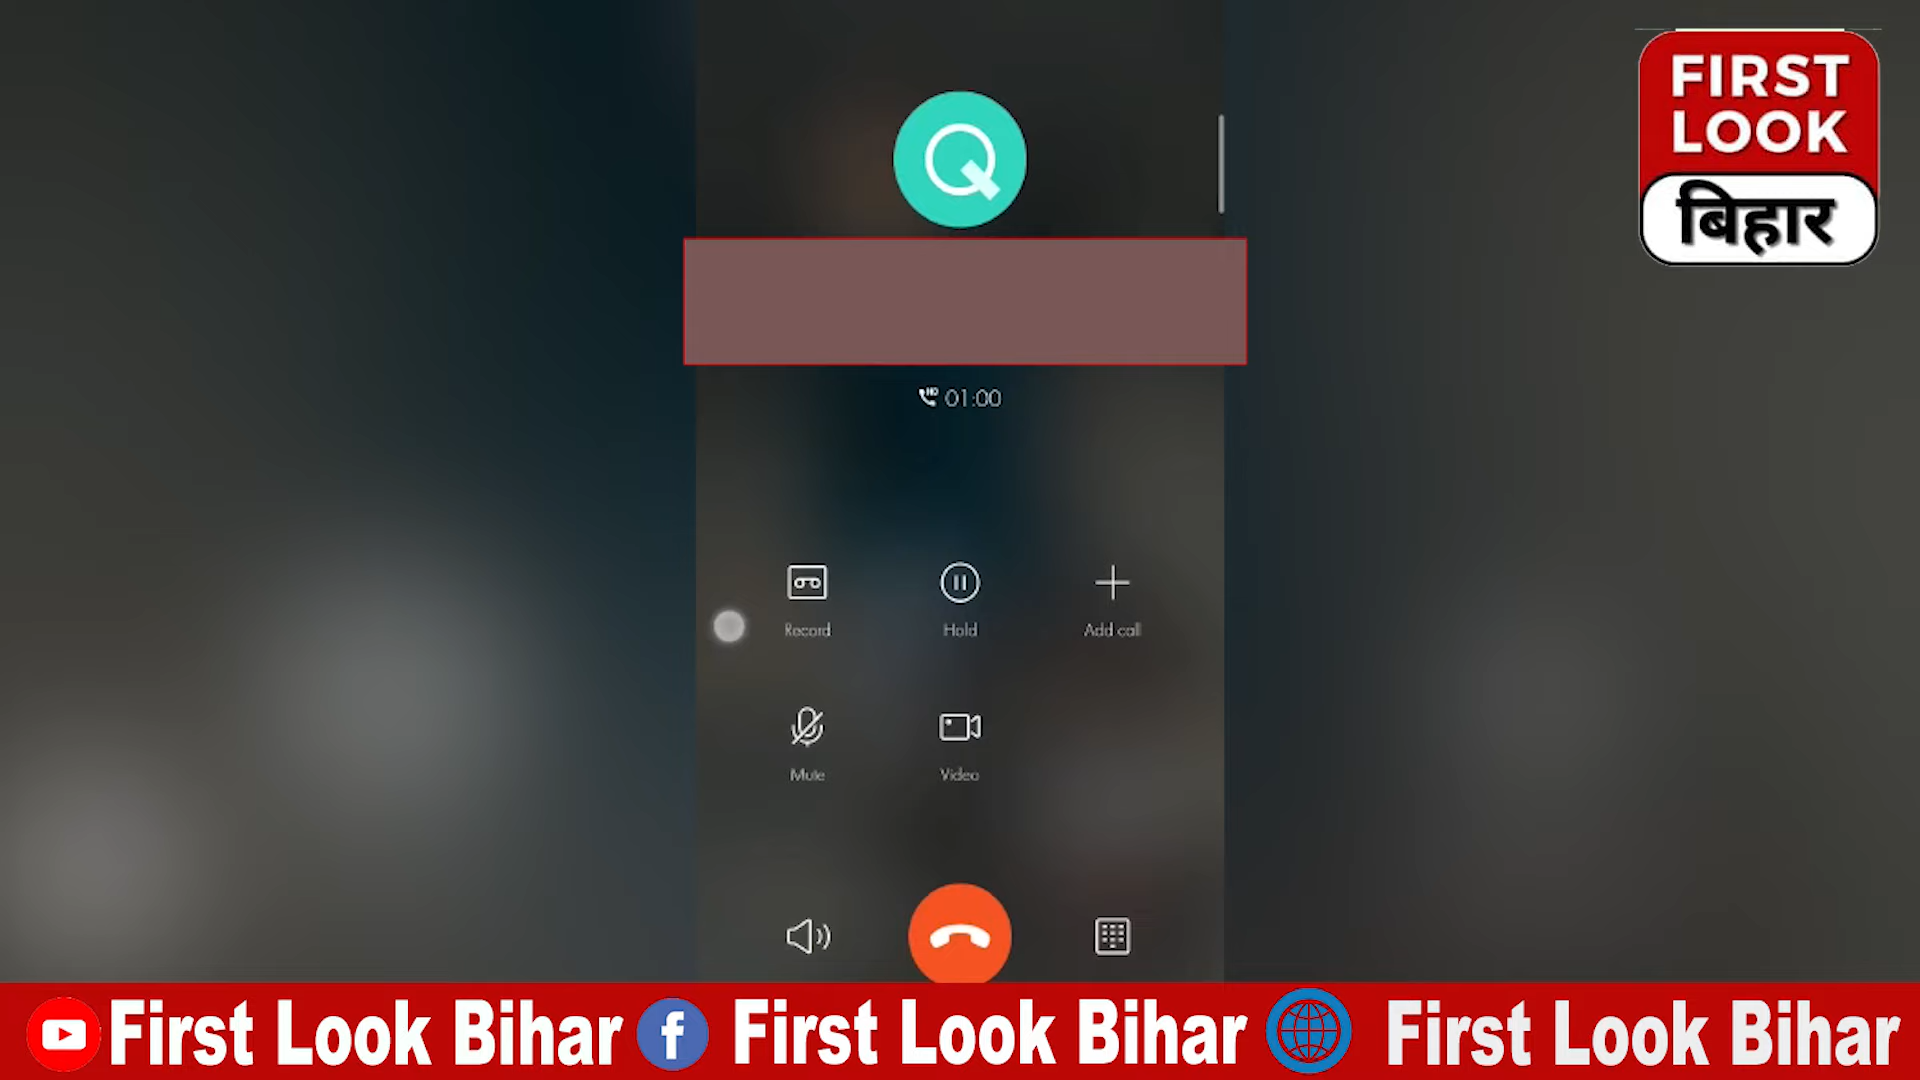 FIRST
LOOK
बिहार
Q
HD 01:00
Record
Hold
Add call
Mute
Video
First Look Bihar
f
First Look Bihar
First Look Bihar